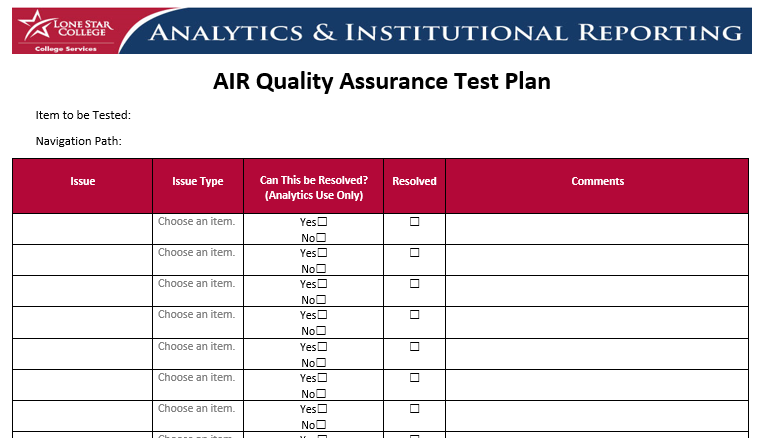 LONE STAR
COLLEGE
College Services
ANALYTICS & INSTITUTIONAL REPORTING
AIR Quality Assurance Test Plan
Item to be Tested:
Navigation Path:
Issue
Issue Type
Can This be Resolved?
(Analytics Use Only)
Resolved
Comments
Choose an item.
Yes☐
☐
No☐
Choose an item.
Yes☐
☐
No☐
Choose an item.
Yes☐
☐
No☐
Choose an item.
Yes☐
☐
No☐
Choose an item.
Yes☐
☐
No☐
Choose an item.
Yes☐
☐
No☐
Choose an item.
Yes☐
☐
No☐